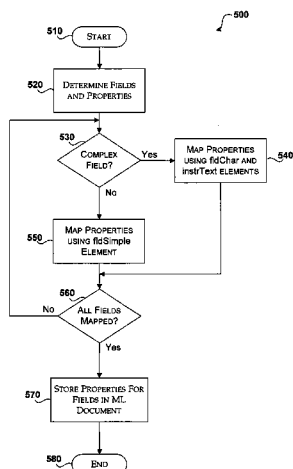 500
510
START
520
DETERMINE FIELDS
AND PROPERTIES
530
COMPLEX
FIELD?
Yes
No
MAP PROPERTIES
USING fldChar AND
instrText ELEMENTS
540
550
MAP PROPERTIES
USING fldSimple
ELEMENT
560
ALL FIELDS
MAPPED?
No
Yes
570
STORE PROPERTIES FOR
FIELDS IN ML
DOCUMENT
580
END